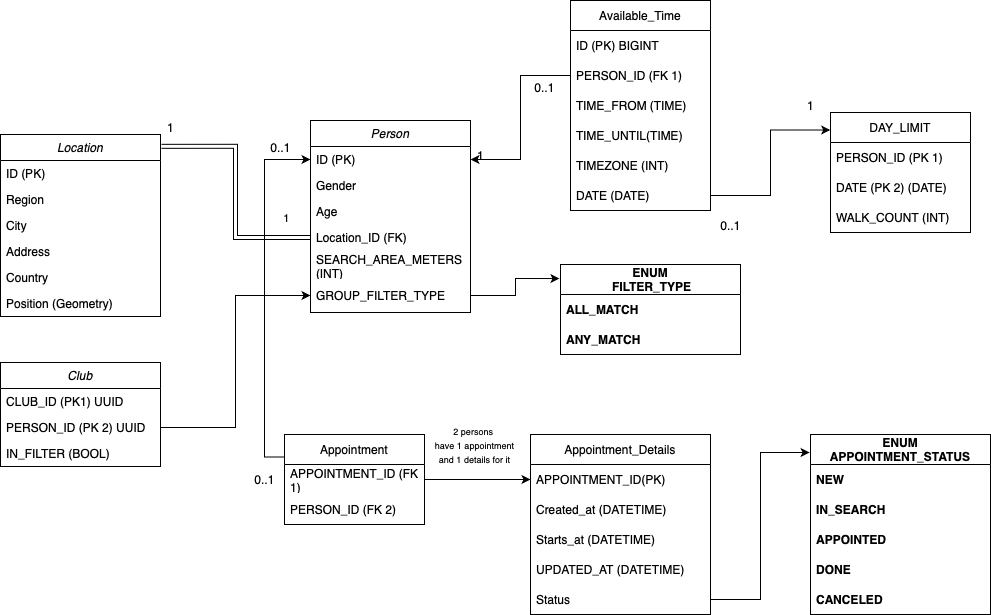 Available_Time
ID (PK) BIGINT
PERSON_ID (FK 1)
TIME_FROM (TIME)
TIME_UNTIL(TIME)
TIMEZONE (INT)
DATE (DATE)
0..1
1
0..1
DAY_LIMIT
PERSON_ID (PK 1)
DATE (PK 2) (DATE)
WALK_COUNT (INT)
1
Location
ID (PK)
Region
City
Address
Country
Position (Geometry)
0..1
1
1
Person
ID (PK)
Gender
Age
Location_ID (FK)
SEARCH_AREA_METERS
(INT)
GROUP_FILTER_TYPE
ENUM
FILTER_TYPE
ALL_MATCH
ANY_MATCH
Club
CLUB_ID (PK1) UUID
PERSON_ID (PK 2) UUID
IN_FILTER (BOOL)
0..1
Appointment
APPOINTMENT_ID (FK
1)
PERSON_ID (FK 2)
2 persons
have 1 appointment
and 1 details for it
Appointment_Details
APPOINTMENT_ID(PK)
Created_at (DATETIME)
Starts_at (DATETIME)
UPDATED_AT (DATETIME)
Status
ENUM
APPOINTMENT_STATUS
NEW
IN_SEARCH
APPOINTED
DONE
CANCELED